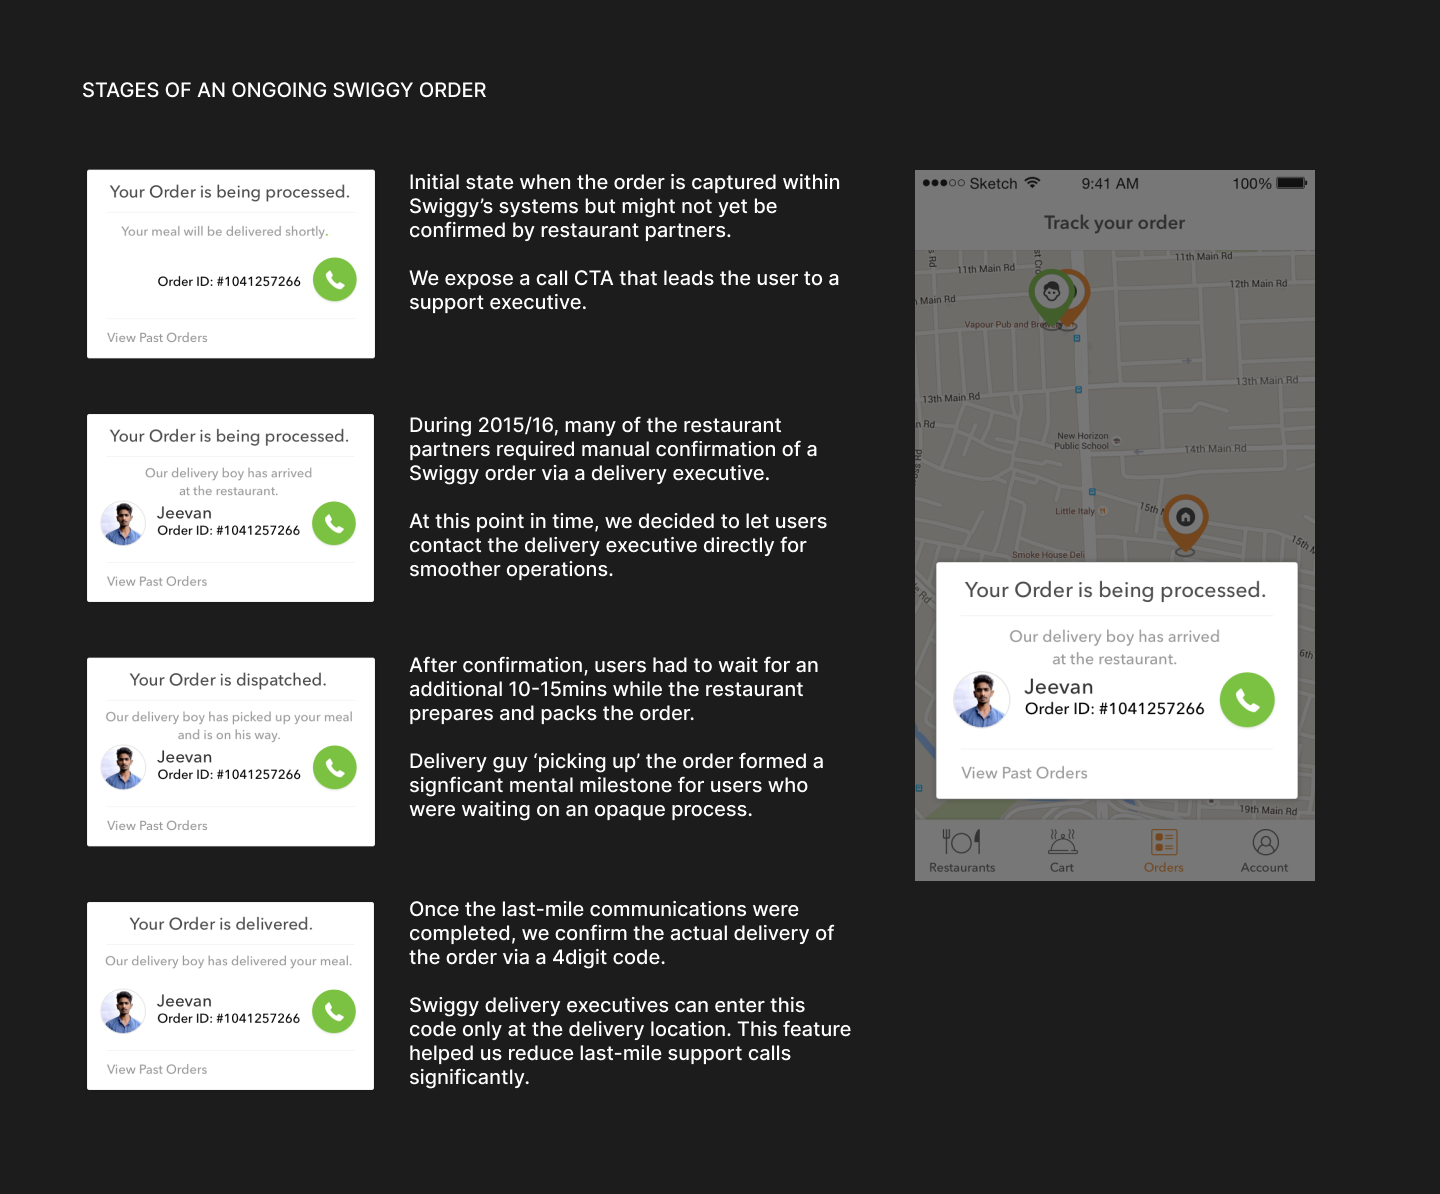 STAGES OF AN ONGOING SWIGGY ORDER
Your Order is being processed.
Your meal will be delivered shortly.
Order ID: #1041257266
View Past Orders
Initial state when the order is captured within
Swiggy’s systems but might not yet be
confirmed by restaurant partners.
We expose a call CTA that leads the user to a
support executive.
Your Order is being processed.
Our delivery boy has arrived
at the restaurant.
Jeevan
Order ID: #1041257266
View Past Orders
During 2015/16, many of the restaurant
partners required manual confirmation of a
Swiggy order via a delivery executive.
At this point in time, we decided to let users
contact the delivery executive directly for
smoother operations.
Your Order is dispatched.
Our delivery boy has picked up your meal
and is on his way.
Jeevan
Order ID: #1041257266
View Past Orders
After confirmation, users had to wait for an
additional 10-15mins while the restaurant
prepares and packs the order.
Delivery guy ‘picking up’ the order formed a
signficant mental milestone for users who
were waiting on an opaque process.
Your Order is delivered.
Our delivery boy has delivered your meal.
Jeevan
Order ID: #1041257266
View Past Orders
Once the last-mile communications were
completed, we confirm the actual delivery of
the order via a 4digit code.
Swiggy delivery executives can enter this
code only at the delivery location. This feature
helped us reduce last-mile support calls
significantly.
Sketch 9:41 AM 100%
Track your order
11th Main Rd
11th Main Rd
12th Main Rd
Main Rd
Vapour Pub and
13th Main Rd
13th Main Rd
New Horizon
Public School
14th Main Rd
Little Italy
15th
15th
Smoke House Deli
Your Order is being processed.
Our delivery boy has arrived
at the restaurant.
Jeevan
Order ID: #1041257266
View Past Orders
19th Main Rd
Restaurants
Cart
Orders
Account